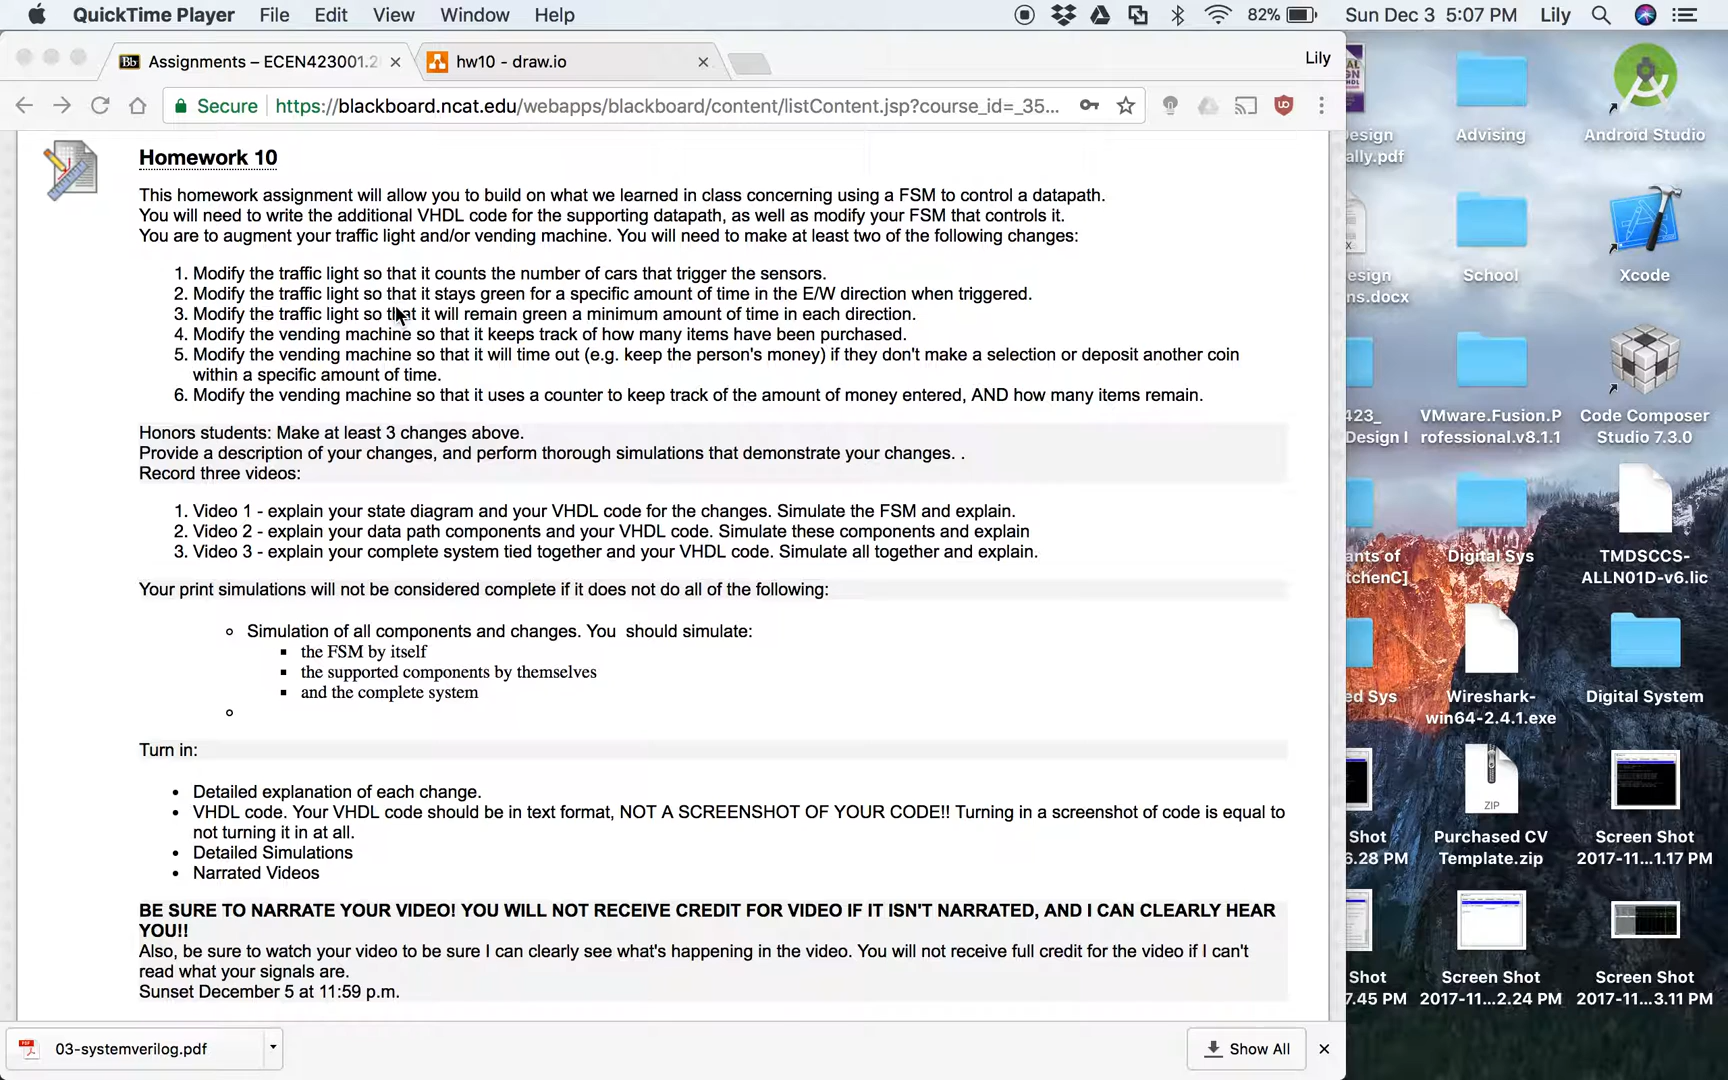 QuickTime Player File Edit View Window Help 82% Sun Dec 3 5:07 PM Lily
Bb Assignments – ECEN423001.2 hw10 - draw.io Lily
Secure https://blackboard.ncat.edu/webapps/blackboard/content/listContent.jsp?course_id=_35...
Homework 10
This homework assignment will allow you to build on what we learned in class concerning using a FSM to control a datapath.
You will need to write the additional VHDL code for the supporting datapath, as well as modify your FSM that controls it.
You are to augment your traffic light and/or vending machine. You will need to make at least two of the following changes:
1. Modify the traffic light so that it counts the number of cars that trigger the sensors.
2. Modify the traffic light so that it stays green for a specific amount of time in the E/W direction when triggered.
3. Modify the traffic light so that it will remain green a minimum amount of time in each direction.
4. Modify the vending machine so that it keeps track of how many items have been purchased.
5. Modify the vending machine so that it will time out (e.g. keep the person's money) if they don't make a selection or deposit another coin
within a specific amount of time.
6. Modify the vending machine so that it uses a counter to keep track of the amount of money entered, AND how many items remain.
Honors students: Make at least 3 changes above.
Provide a description of your changes, and perform thorough simulations that demonstrate your changes. .
Record three videos:
1. Video 1 - explain your state diagram and your VHDL code for the changes. Simulate the FSM and explain.
2. Video 2 - explain your data path components and your VHDL code. Simulate these components and explain
3. Video 3 - explain your complete system tied together and your VHDL code. Simulate all together and explain.
Your print simulations will not be considered complete if it does not do all of the following:
Simulation of all components and changes. You should simulate:
the FSM by itself
the supported components by themselves
and the complete system
Turn in:
Detailed explanation of each change.
VHDL code. Your VHDL code should be in text format, NOT A SCREENSHOT OF YOUR CODE!! Turning in a screenshot of code is equal to
not turning it in at all.
Detailed Simulations
Narrated Videos
BE SURE TO NARRATE YOUR VIDEO! YOU WILL NOT RECEIVE CREDIT FOR VIDEO IF IT ISN'T NARRATED, AND I CAN CLEARLY HEAR
YOU!!
Also, be sure to watch your video to be sure I can clearly see what's happening in the video. You will not receive full credit for the video if I can't
read what your signals are.
Sunset December 5 at 11:59 p.m.
03-systemverilog.pdf Show All
esign Advising Android Studio
ally.pdf
esign School Xcode
ns.docx
423_ VMware.Fusion.P Code Composer
Design I rofessional.v8.1.1 Studio 7.3.0
ants of Digital Sys TMDSCCS-
tchenC] ALLN01D-v6.lic
ed Sys Wireshark- Digital System
win64-2.4.1.exe
ZIP
Shot Purchased CV Screen Shot
6.28 PM Template.zip 2017-11...1.17 PM
Shot Screen Shot Screen Shot
7.45 PM 2017-11...2.24 PM 2017-11...3.11 PM